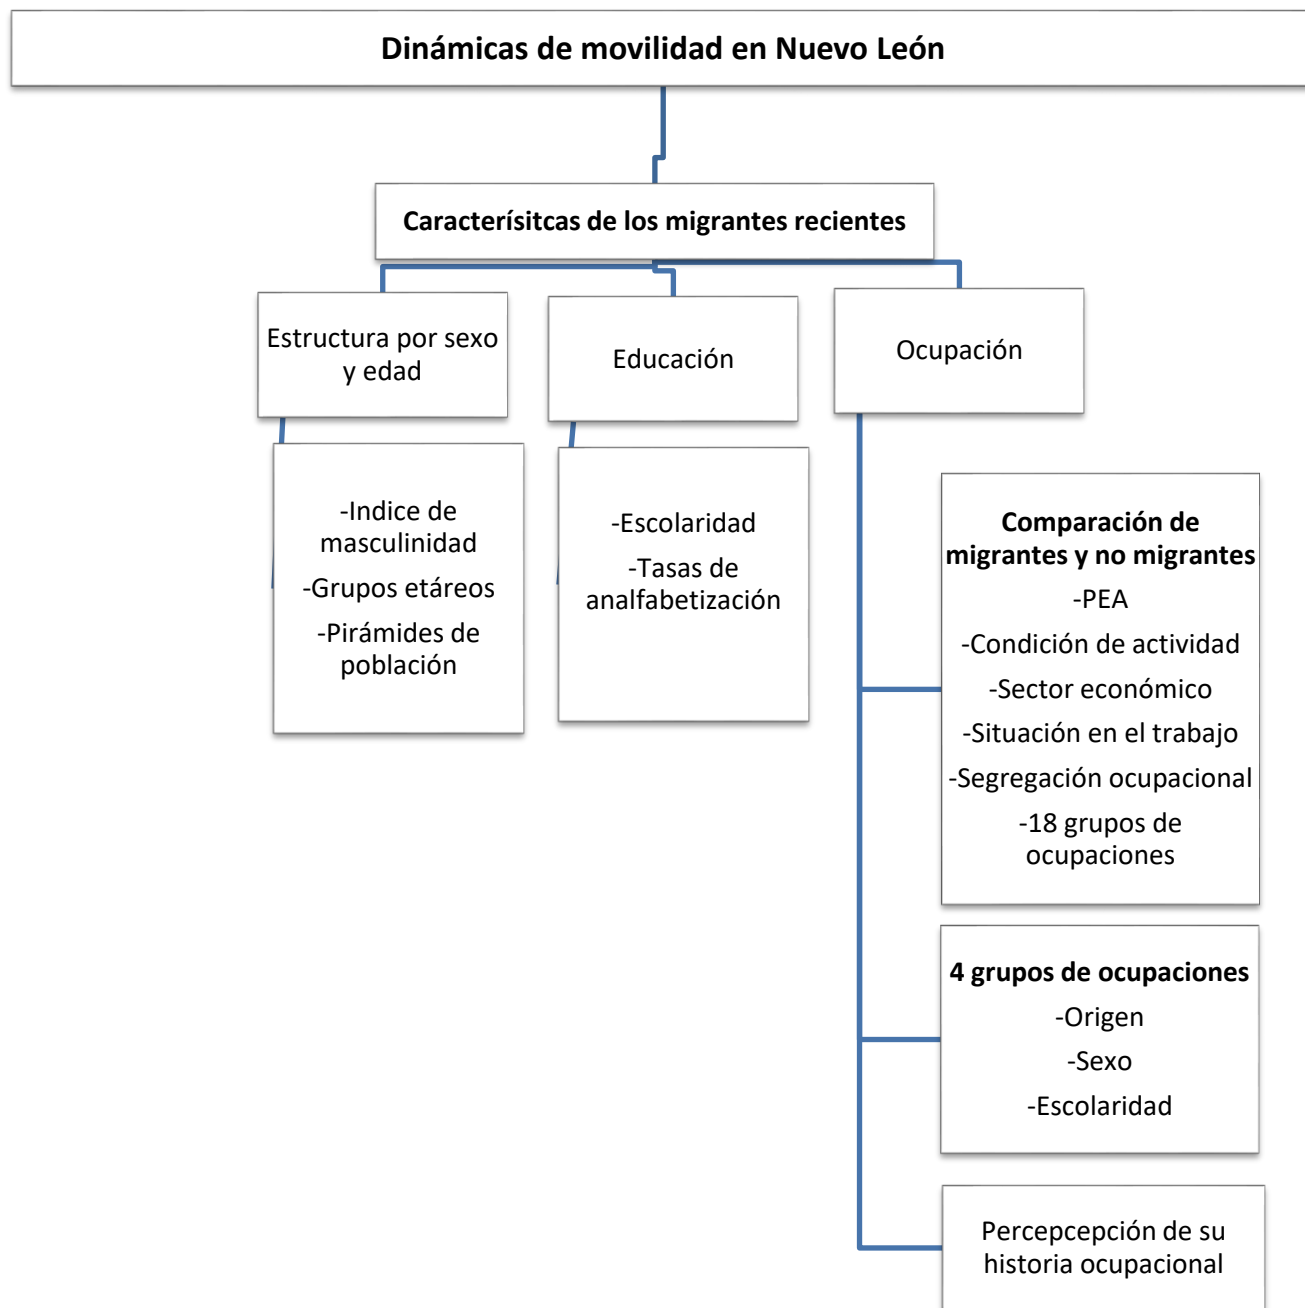 Dinámicas de movilidad en Nuevo León
Caracterísitcas de los migrantes recientes
Estructura por sexo
y edad
Educación
Ocupación
-Indice de
masculinidad
-Grupos etáreos
-Pirámides de
población
-Escolaridad
-Tasas de
analfabetización
Comparación de
migrantes y no migrantes
-PEA
-Condición de actividad
-Sector económico
-Situación en el trabajo
-Segregación ocupacional
-18 grupos de
ocupaciones
4 grupos de ocupaciones
-Origen
-Sexo
-Escolaridad
Percepcepción de su
historia ocupacional